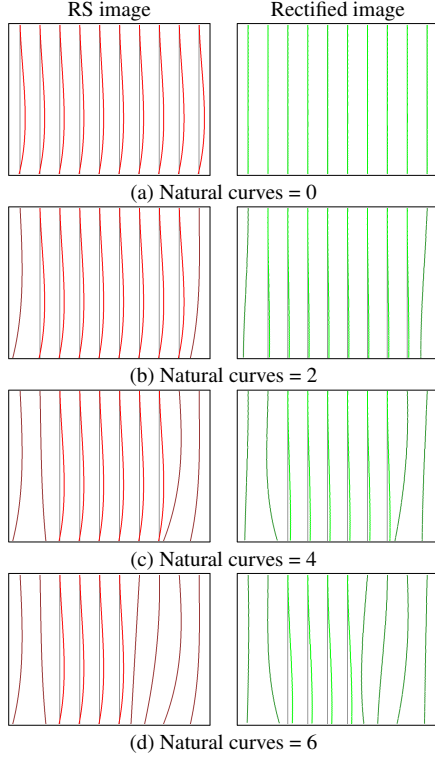 RS image Rectified image
(a) Natural curves = 0
(b) Natural curves = 2
(c) Natural curves = 4
(d) Natural curves = 6